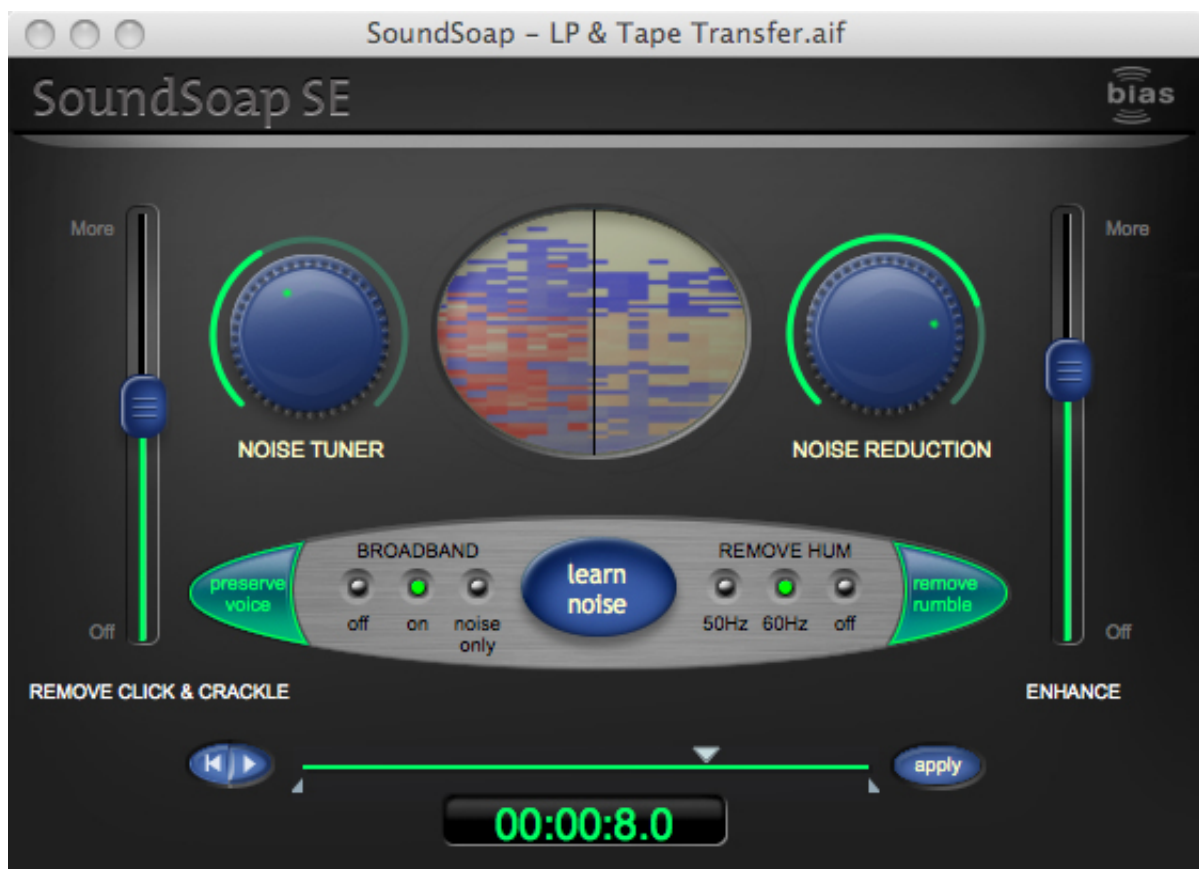 SoundSoap – LP & Tape Transfer.aif
SoundSoap SE
bias
More
More
NOISE TUNER
NOISE REDUCTION
BROADBAND
REMOVE HUM
preserve
voice
learn
noise
remove
rumble
off
on
noise
only
50Hz
60Hz
off
Off
Off
REMOVE CLICK & CRACKLE
ENHANCE
apply
00:00:8.0